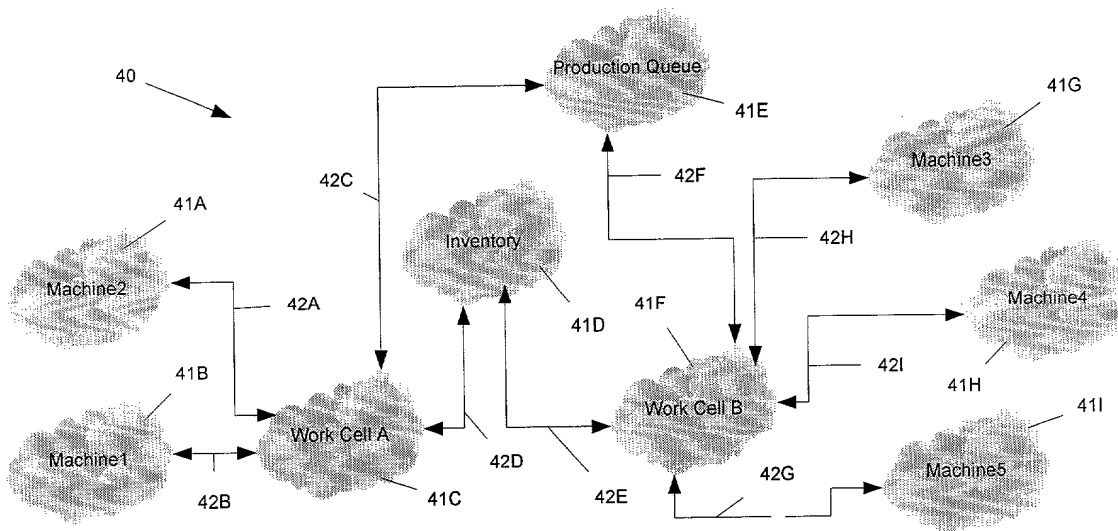 Production Queue
40
41E
41G
Machine3
42C
42F
41A
Inventory
42H
Machine2
41F
Machine4
42A
41D
41B
42I
41H
Work Cell B
41I
Work Cell A
Machine1
42D
42G
Machine5
42B
41C
42E